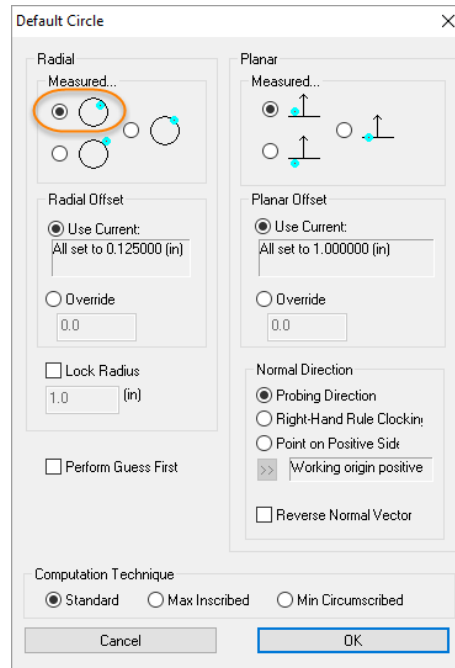 Default Circle
Radial
Measured...
Radial Offset
Use Current:
All set to 0.125000 (in)
Override
0.0
Lock Radius
1.0 (in)
Perform Guess First
Planar
Measured...
Planar Offset
Use Current:
All set to 1.000000 (in)
Override
0.0
Normal Direction
Probing Direction
Right-Hand Rule Clocking
Point on Positive Side
>> Working origin positive
Reverse Normal Vector
Computation Technique
Standard Max Inscribed Min Circumscribed
Cancel OK